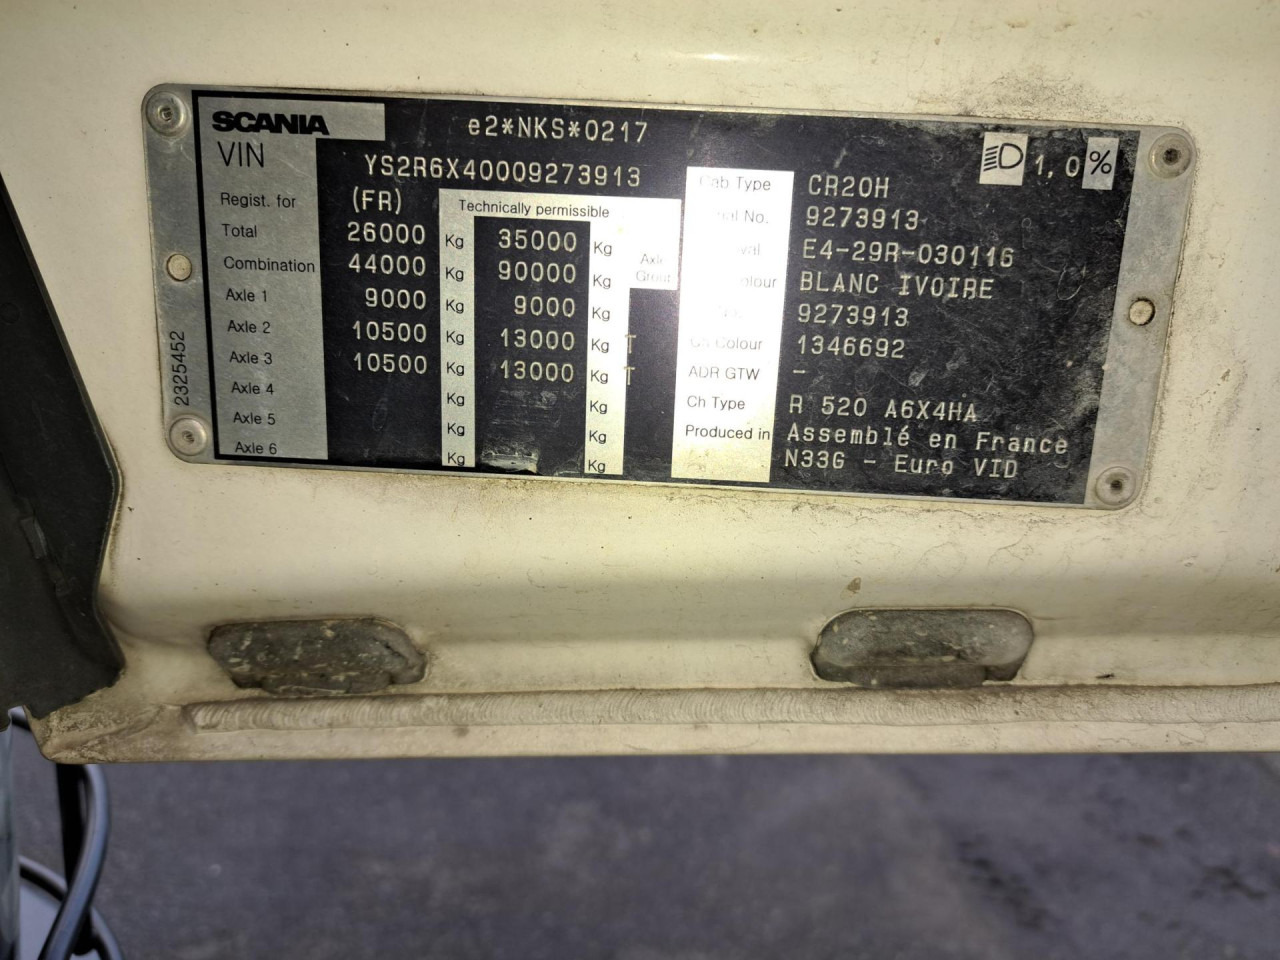 SCANIA e2*NKS*0217
VIN YS2R6X40009273913
1,0%
Regist. for (FR) Technically permissible
Total 26000 Kg 35000 Kg
Combination 44000 Kg 90000 Kg
Axle 1 9000 Kg 9000 Kg
Axle 2 10500 Kg 13000 Kg T
Axle 3 10500 Kg 13000 Kg T
Axle 4 Kg Kg
Axle 5 Kg Kg
Axle 6 Kg Kg
Axle
2325452
Cab Type CR20H
No. 9273913
E4-29R-030116
BLANC IVOIRE
9273913
Colour 1346692
ADR GTW -
Ch Type R 520 A6X4HA
Produced in Assemblé en France
N33G - Euro VID